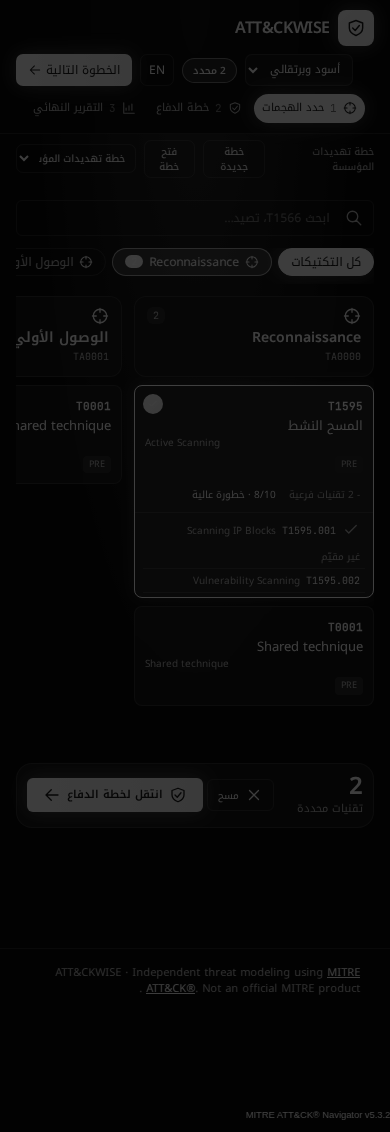 ATT&CKWISE
أسود وبرتقالي
2 محدد
EN
الخطوة التالية ←
1 حدد الهجمات
2 خطة الدفاع
3 التقرير النهائي
خطة تهديدات المؤسسة
خطة جديدة
فتح خطة
خطة تهديدات المؤ
ابحث T1566، تصيد...
كل التكتيكات
Reconnaissance
الوصول الأو
Reconnaissance
2
TA0000
الوصول الأولي
TA0001
T1595
المسح النشط
Active Scanning
PRE
- 2 تقنيات فرعية
8/10 · خطورة عالية
T1595.001 Scanning IP Blocks
غير مقيّم
T1595.002 Vulnerability Scanning
T0001
hared technique
PRE
T0001
Shared technique
Shared technique
PRE
2
تقنيات محددة
مسح
انتقل لخطة الدفاع ←
ATT&CKWISE · Independent threat modeling using MITRE
ATT&CK®. Not an official MITRE product.
MITRE ATT&CK® Navigator v5.3.2